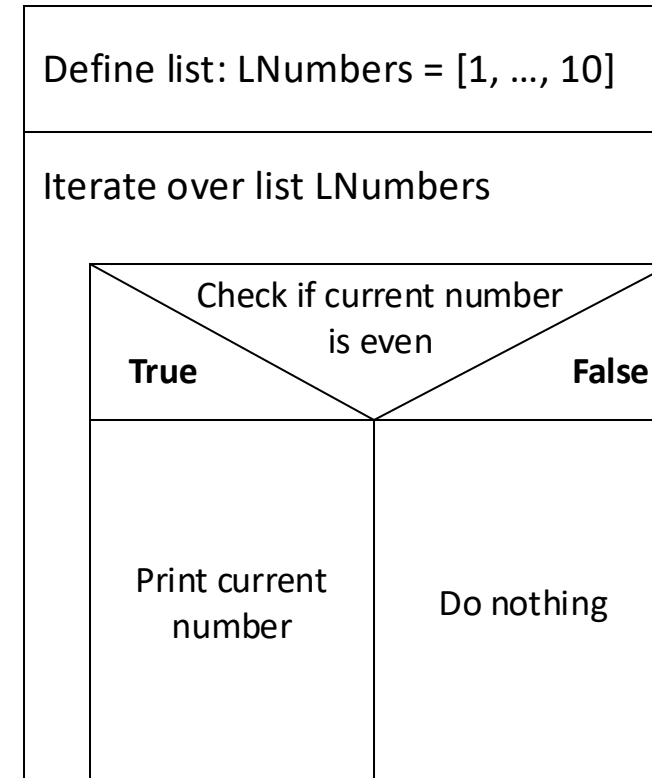 Define list: LNumbers = [1, …, 10]
Iterate over list LNumbers
Check if current number
is even
True
False
Print current
number
Do nothing